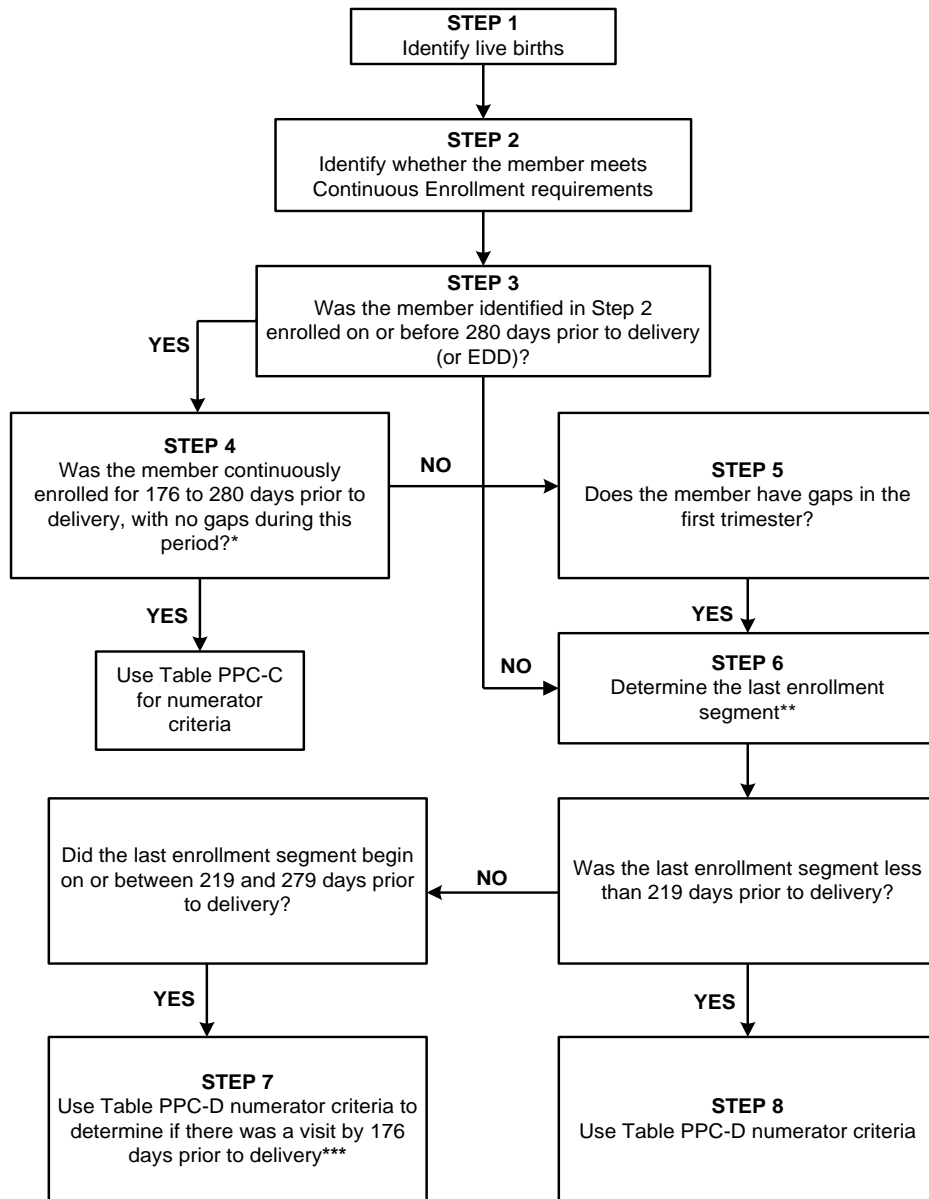 STEP 1
Identify live births
STEP 2
Identify whether the member meets
Continuous Enrollment requirements
STEP 3
Was the member identified in Step 2
enrolled on or before 280 days prior to delivery
(or EDD)?
YES
STEP 4
Was the member continuously
enrolled for 176 to 280 days prior to
delivery, with no gaps during this
period?*
NO
STEP 5
Does the member have gaps in the
first trimester?
YES
YES
Use Table PPC-C
for numerator
criteria
NO
STEP 6
Determine the last enrollment
segment**
Did the last enrollment segment begin
on or between 219 and 279 days prior
to delivery?
NO
Was the last enrollment segment less
than 219 days prior to delivery?
YES
YES
STEP 7
Use Table PPC-D numerator criteria to
determine if there was a visit by 176
days prior to delivery***
STEP 8
Use Table PPC-D numerator criteria